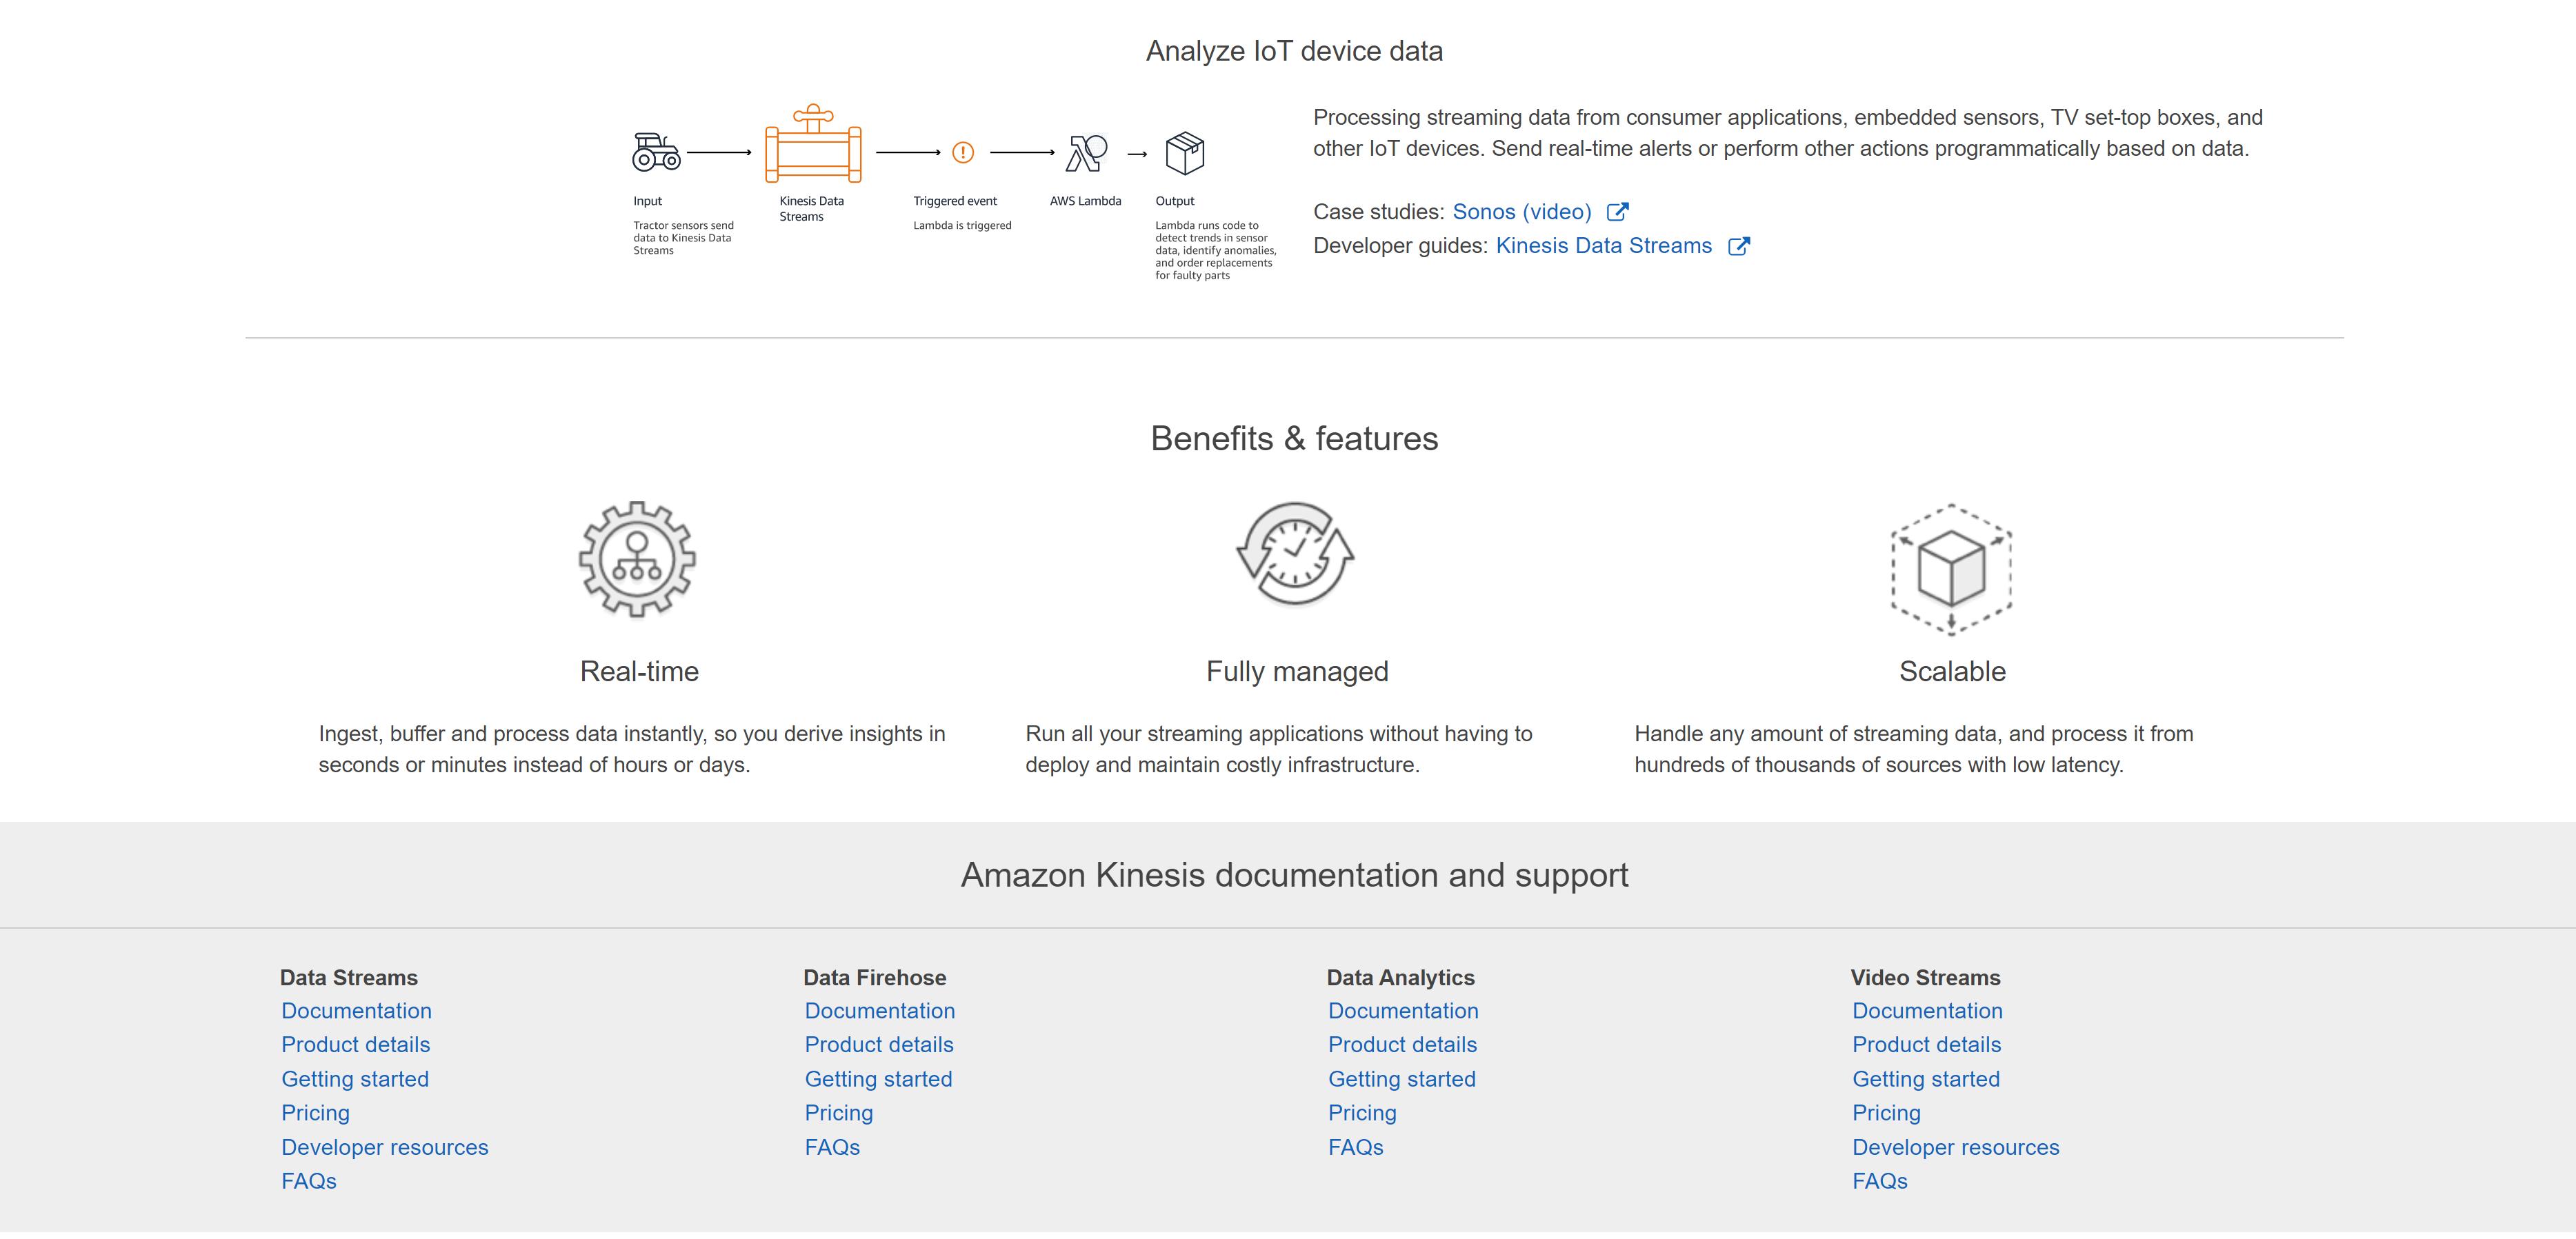 Analyze IoT device data
Input
Tractor sensors send
data to Kinesis Data
Streams
Kinesis Data
Streams
Triggered event
Lambda is triggered
AWS Lambda
Output
Lambda runs code to
detect trends in sensor
data, identify anomalies,
and order replacements
for faulty parts
Processing streaming data from consumer applications, embedded sensors, TV set-top boxes, and
other IoT devices. Send real-time alerts or perform other actions programmatically based on data.
Case studies: Sonos (video)
Developer guides: Kinesis Data Streams
Benefits & features
Real-time
Ingest, buffer and process data instantly, so you derive insights in
seconds or minutes instead of hours or days.
Fully managed
Run all your streaming applications without having to
deploy and maintain costly infrastructure.
Scalable
Handle any amount of streaming data, and process it from
hundreds of thousands of sources with low latency.
Amazon Kinesis documentation and support
Data Streams
Documentation
Product details
Getting started
Pricing
Developer resources
FAQs
Data Firehose
Documentation
Product details
Getting started
Pricing
FAQs
Data Analytics
Documentation
Product details
Getting started
Pricing
FAQs
Video Streams
Documentation
Product details
Getting started
Pricing
Developer resources
FAQs